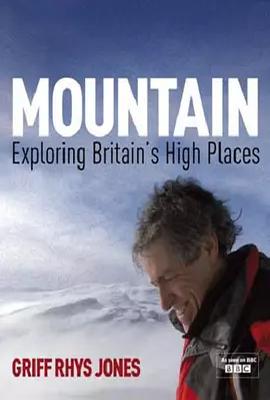 MOUNTAIN
Exploring Britain's High Places
GRIFF RHYS JONES
As seen on BBC
BBC